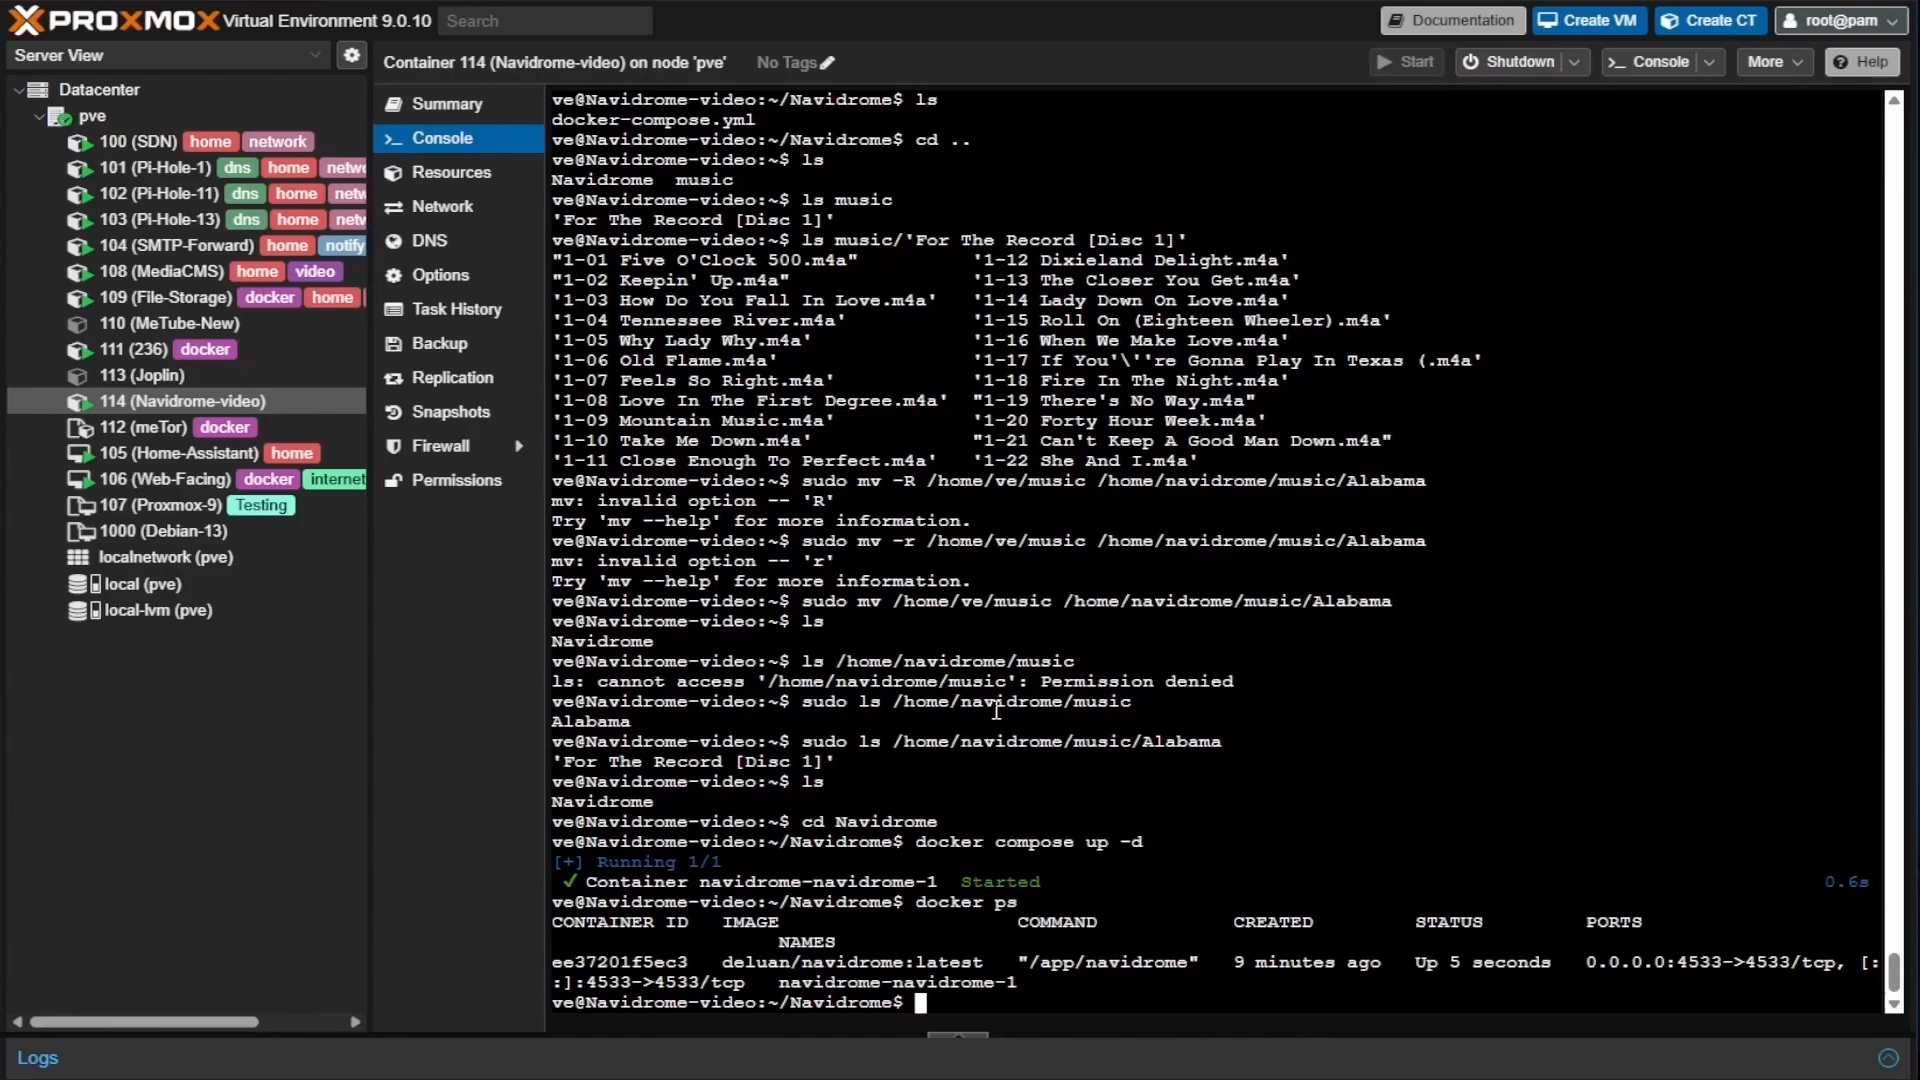 PROXMOX Virtual Environment 9.0.10 Search Documentation Create VM Create CT root@pam
Server View
Container 114 (Navidrome-video) on node 'pve' No Tags Start Shutdown Console More Help
Datacenter
pve
100 (SDN) home network
101 (Pi-Hole-1) dns home netwo
102 (Pi-Hole-11) dns home netw
103 (Pi-Hole-13) dns home netw
104 (SMTP-Forward) home notify
108 (MediaCMS) home video
109 (File-Storage) docker home
110 (MeTube-New)
111 (236) docker
113 (Joplin)
114 (Navidrome-video)
112 (meTor) docker
105 (Home-Assistant) home
106 (Web-Facing) docker internet
107 (Proxmox-9) Testing
1000 (Debian-13)
localnetwork (pve)
local (pve)
local-lvm (pve)
Summary
Console
Resources
Network
DNS
Options
Task History
Backup
Replication
Snapshots
Firewall
Permissions
ve@Navidrome-video:~/Navidrome$ ls
docker-compose.yml
ve@Navidrome-video:~/Navidrome$ cd ..
ve@Navidrome-video:~$ ls
Navidrome  music
ve@Navidrome-video:~$ ls music
'For The Record [Disc 1]'
ve@Navidrome-video:~$ ls music/'For The Record [Disc 1]'
"1-01 Five O'Clock 500.m4a" '1-12 Dixieland Delight.m4a'
"1-02 Keepin' Up.m4a" '1-13 The Closer You Get.m4a'
'1-03 How Do You Fall In Love.m4a' '1-14 Lady Down On Love.m4a'
'1-04 Tennessee River.m4a' '1-15 Roll On (Eighteen Wheeler).m4a'
'1-05 Why Lady Why.m4a' '1-16 When We Make Love.m4a'
'1-06 Old Flame.m4a' '1-17 If You'\''re Gonna Play In Texas (.m4a'
'1-07 Feels So Right.m4a' '1-18 Fire In The Night.m4a'
'1-08 Love In The First Degree.m4a' "1-19 There's No Way.m4a"
'1-09 Mountain Music.m4a' '1-20 Forty Hour Week.m4a'
'1-10 Take Me Down.m4a' "1-21 Can't Keep A Good Man Down.m4a"
'1-11 Close Enough To Perfect.m4a' '1-22 She And I.m4a'
ve@Navidrome-video:~$ sudo mv -R /home/ve/music /home/navidrome/music/Alabama
mv: invalid option -- 'R'
Try 'mv --help' for more information.
ve@Navidrome-video:~$ sudo mv -r /home/ve/music /home/navidrome/music/Alabama
mv: invalid option -- 'r'
Try 'mv --help' for more information.
ve@Navidrome-video:~$ sudo mv /home/ve/music /home/navidrome/music/Alabama
ve@Navidrome-video:~$ ls
Navidrome
ve@Navidrome-video:~$ ls /home/navidrome/music
ls: cannot access '/home/navidrome/music': Permission denied
ve@Navidrome-video:~$ sudo ls /home/navidrome/music
Alabama
ve@Navidrome-video:~$ sudo ls /home/navidrome/music/Alabama
'For The Record [Disc 1]'
ve@Navidrome-video:~$ ls
Navidrome
ve@Navidrome-video:~$ cd Navidrome
ve@Navidrome-video:~/Navidrome$ docker compose up -d
[+] Running 1/1
✓ Container navidrome-navidrome-1 Started 0.6s
ve@Navidrome-video:~/Navidrome$ docker ps
CONTAINER ID IMAGE COMMAND CREATED STATUS PORTS
NAMES
ee37201f5ec3 deluan/navidrome:latest "/app/navidrome" 9 minutes ago Up 5 seconds 0.0.0.0:4533->4533/tcp, [:
:]:4533->4533/tcp navidrome-navidrome-1
ve@Navidrome-video:~/Navidrome$
Logs